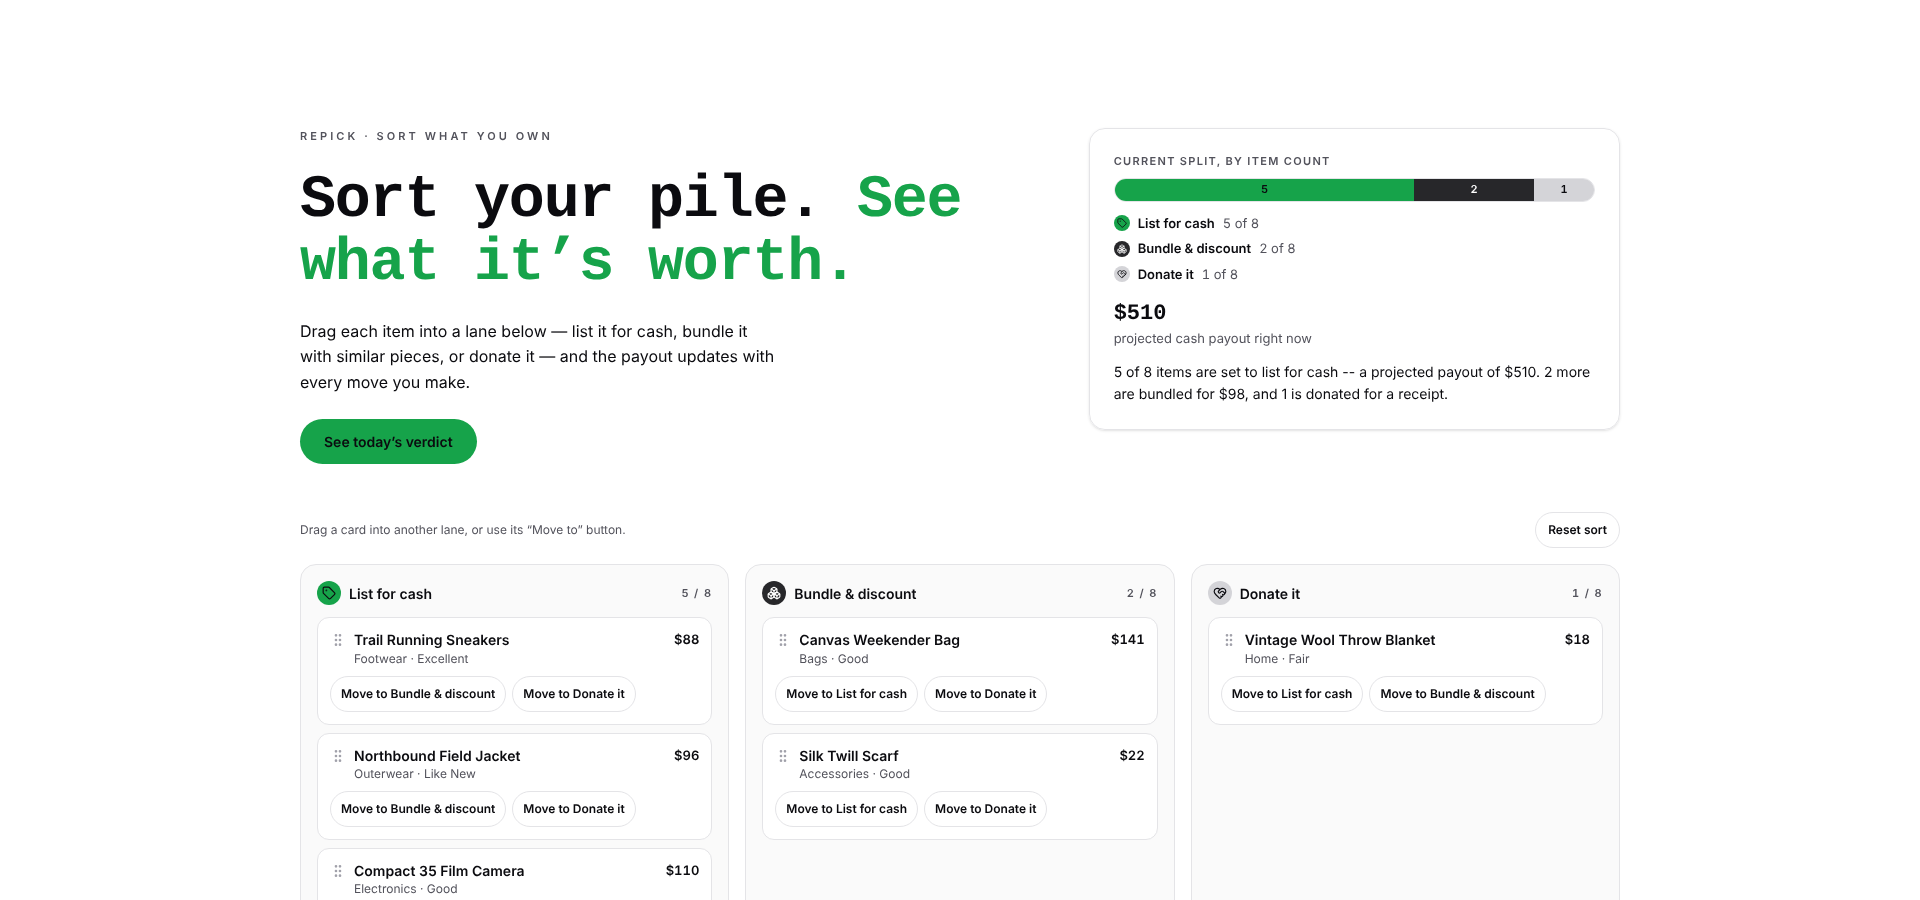 REPICK · SORT WHAT YOU OWN
Sort your pile. See
what it’s worth.
Drag each item into a lane below — list it for cash, bundle it
with similar pieces, or donate it — and the payout updates with
every move you make.
See today’s verdict
CURRENT SPLIT, BY ITEM COUNT
5 2 1
List for cash 5 of 8
Bundle & discount 2 of 8
Donate it 1 of 8
$510
projected cash payout right now
5 of 8 items are set to list for cash -- a projected payout of $510. 2 more
are bundled for $98, and 1 is donated for a receipt.
Drag a card into another lane, or use its “Move to” button.
Reset sort
List for cash 5 / 8
Trail Running Sneakers $88
Footwear · Excellent
Move to Bundle & discount Move to Donate it
Northbound Field Jacket $96
Outerwear · Like New
Move to Bundle & discount Move to Donate it
Compact 35 Film Camera $110
Electronics · Good
Bundle & discount 2 / 8
Canvas Weekender Bag $141
Bags · Good
Move to List for cash Move to Donate it
Silk Twill Scarf $22
Accessories · Good
Move to List for cash Move to Donate it
Donate it 1 / 8
Vintage Wool Throw Blanket $18
Home · Fair
Move to List for cash Move to Bundle & discount